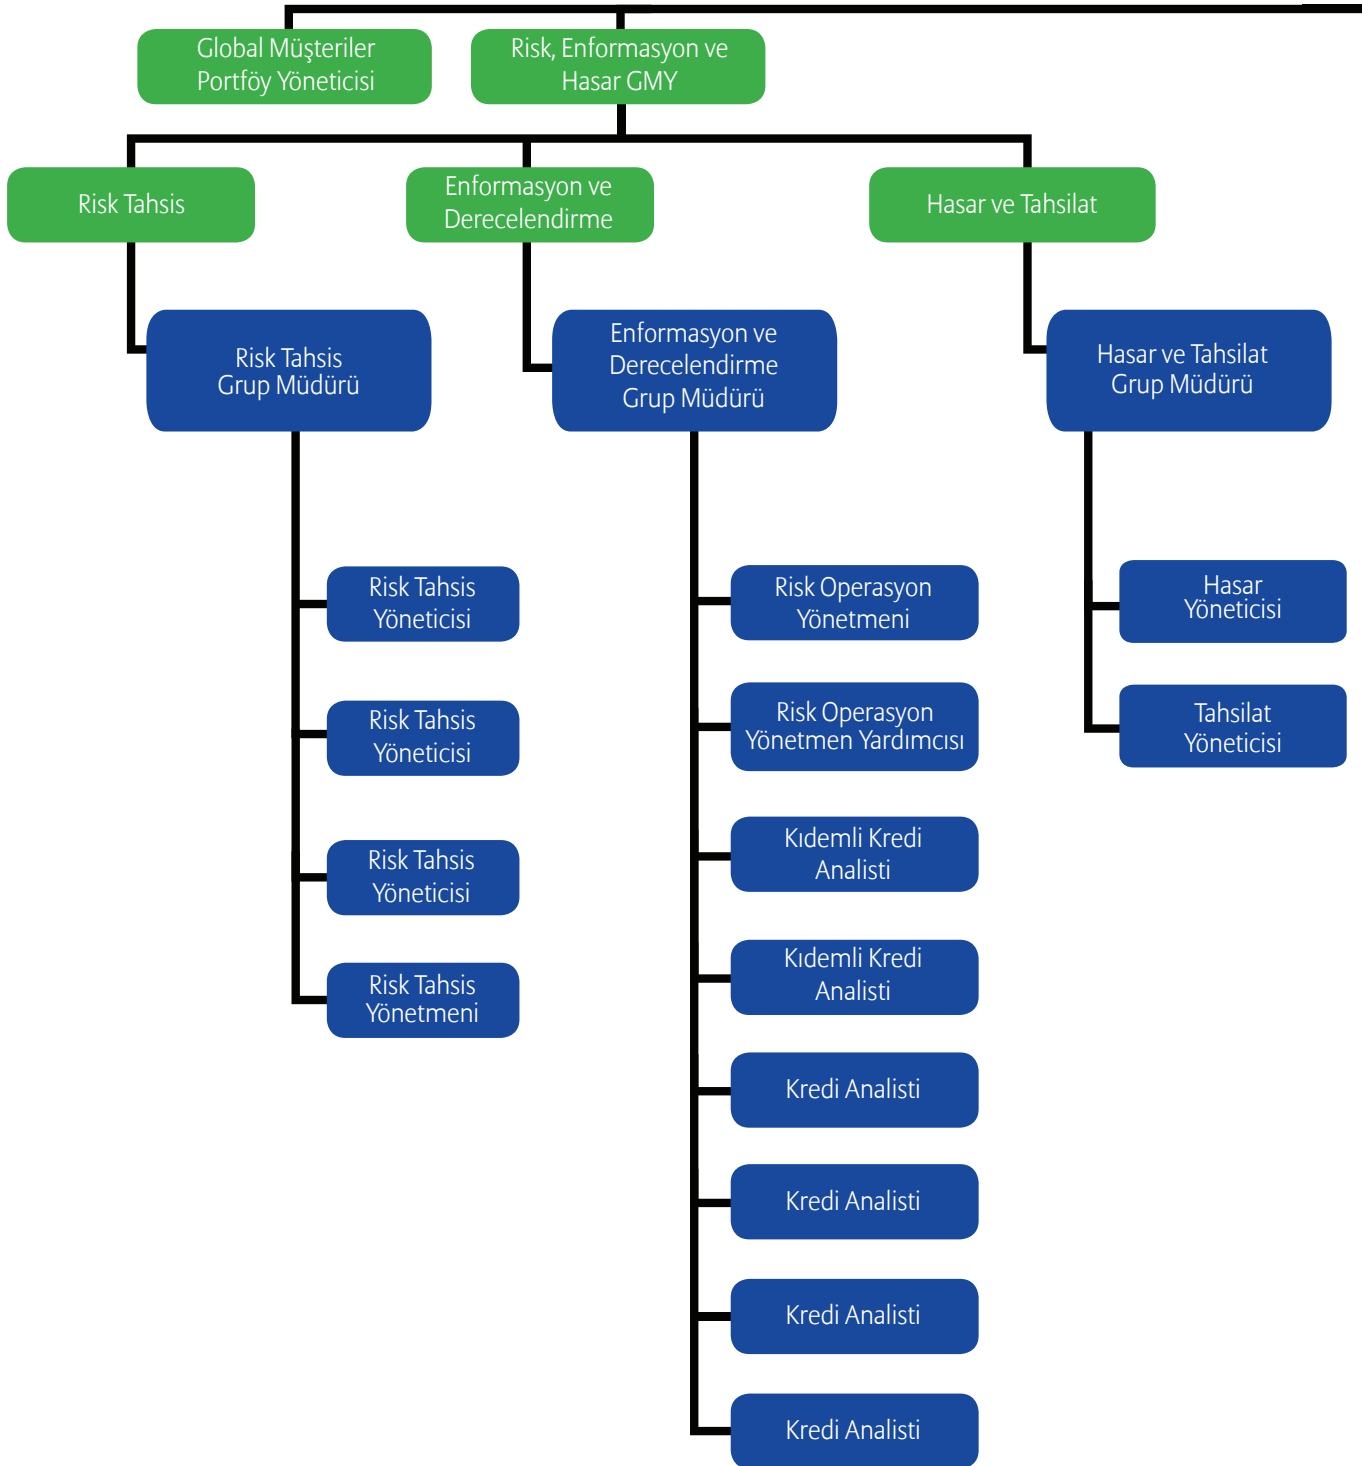 Global Müşteriler
Portföy Yöneticisi
Risk, Enformasyon ve
Hasar GMY
Risk Tahsis
Enformasyon ve
Derecelendirme
Hasar ve Tahsilat
Risk Tahsis
Grup Müdürü
Enformasyon ve
Derecelendirme
Grup Müdürü
Hasar ve Tahsilat
Grup Müdürü
Risk Tahsis
Yöneticisi
Risk Tahsis
Yöneticisi
Risk Tahsis
Yöneticisi
Risk Tahsis
Yönetmeni
Risk Operasyon
Yönetmeni
Risk Operasyon
Yönetmen Yardımcısı
Kıdemli Kredi
Analisti
Kıdemli Kredi
Analisti
Kredi Analisti
Kredi Analisti
Kredi Analisti
Kredi Analisti
Hasar
Yöneticisi
Tahsilat
Yöneticisi